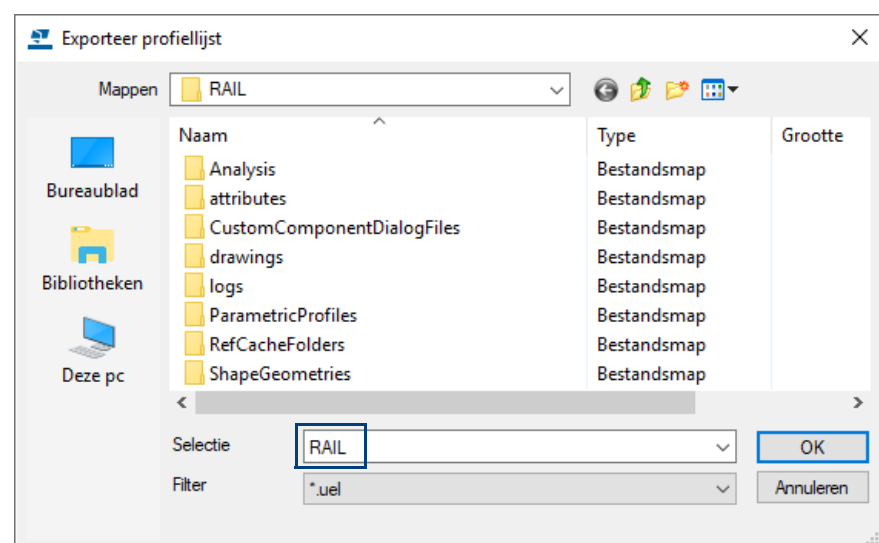 Exporteer profiellijst
Mappen RAIL
Naam Type Grootte
Analysis Bestandsmap
attributes Bestandsmap
CustomComponentDialogFiles Bestandsmap
drawings Bestandsmap
logs Bestandsmap
ParametricProfiles Bestandsmap
RefCacheFolders Bestandsmap
ShapeGeometries Bestandsmap
Bureaublad
Bibliotheken
Deze pc
Selectie RAIL OK
Filter *.uel Annuleren